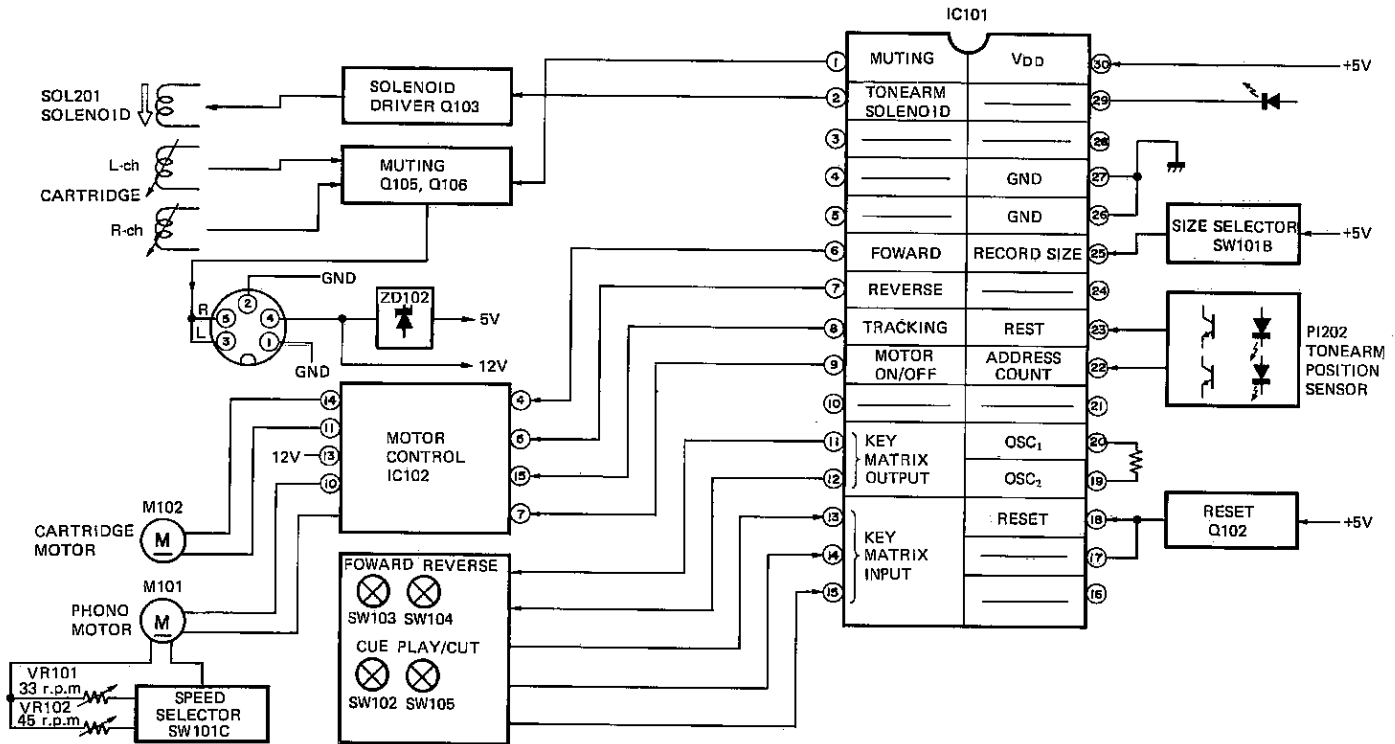 IC101
① MUTING VDD ㉚ +5V
② TONEARM SOLENOID ㉙
③ ㉘
④ GND ㉗
⑤ GND ㉖
⑥ FOWARD RECORD SIZE ㉕
⑦ REVERSE ㉔
⑧ TRACKING REST ㉓
⑨ MOTOR ON/OFF ADDRESS COUNT ㉒
⑩ ㉑
⑪ OSC₁ ⑳
KEY MATRIX OUTPUT
⑫ OSC₂ ⑲
⑬ RESET ⑱
KEY MATRIX INPUT
⑭ ⑰
⑮ ⑯
SOL201
SOLENOID
SOLENOID
DRIVER Q103
L-ch
CARTRIDGE
R-ch
MUTING
Q105, Q106
SIZE SELECTOR
SW101B
+5V
GND
②
R ⑤ ④
L ③ ①
GND
ZD102
5V
12V
PI202
TONEARM
POSITION
SENSOR
RESET
Q102
+5V
⑭ ④
⑪ ⑥
12V ⑬ ⑮
⑩ ⑦
MOTOR
CONTROL
IC102
M102
CARTRIDGE
MOTOR
M
M101
PHONO
MOTOR
M
FOWARD REVERSE
SW103 SW104
CUE PLAY/CUT
SW102 SW105
VR101
33 r.p.m
VR102
45 r.p.m
SPEED
SELECTOR
SW101C